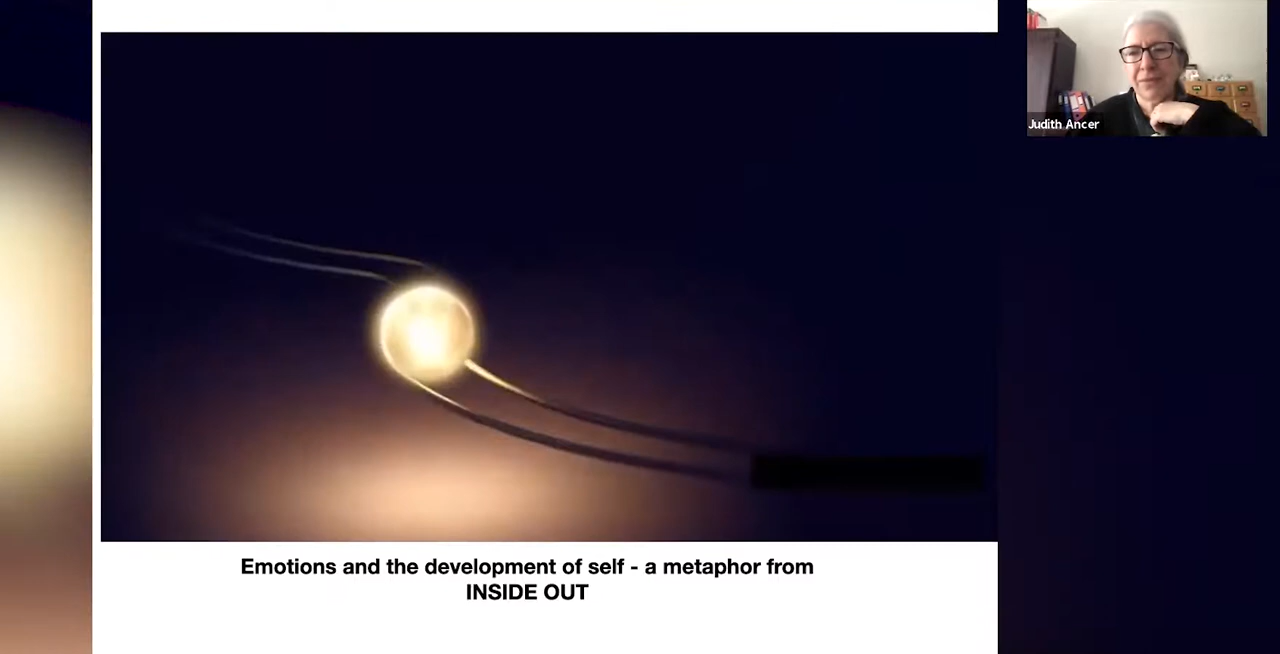 Judith Ancer
Emotions and the development of self - a metaphor from
INSIDE OUT